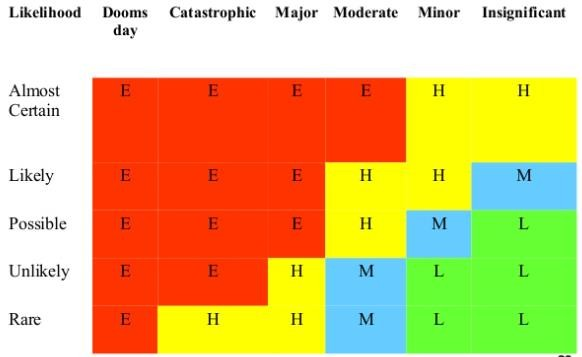 Likelihood Dooms day Catastrophic Major Moderate Minor Insignificant
Almost Certain E E E E H H
Likely E E E H H M
Possible E E E H M L
Unlikely E E H M L L
Rare E H H M L L